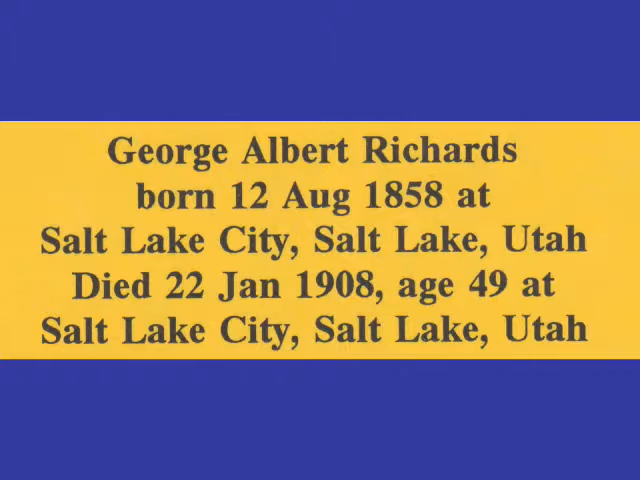 George Albert Richards
born 12 Aug 1858 at
Salt Lake City, Salt Lake, Utah
Died 22 Jan 1908, age 49 at
Salt Lake City, Salt Lake, Utah